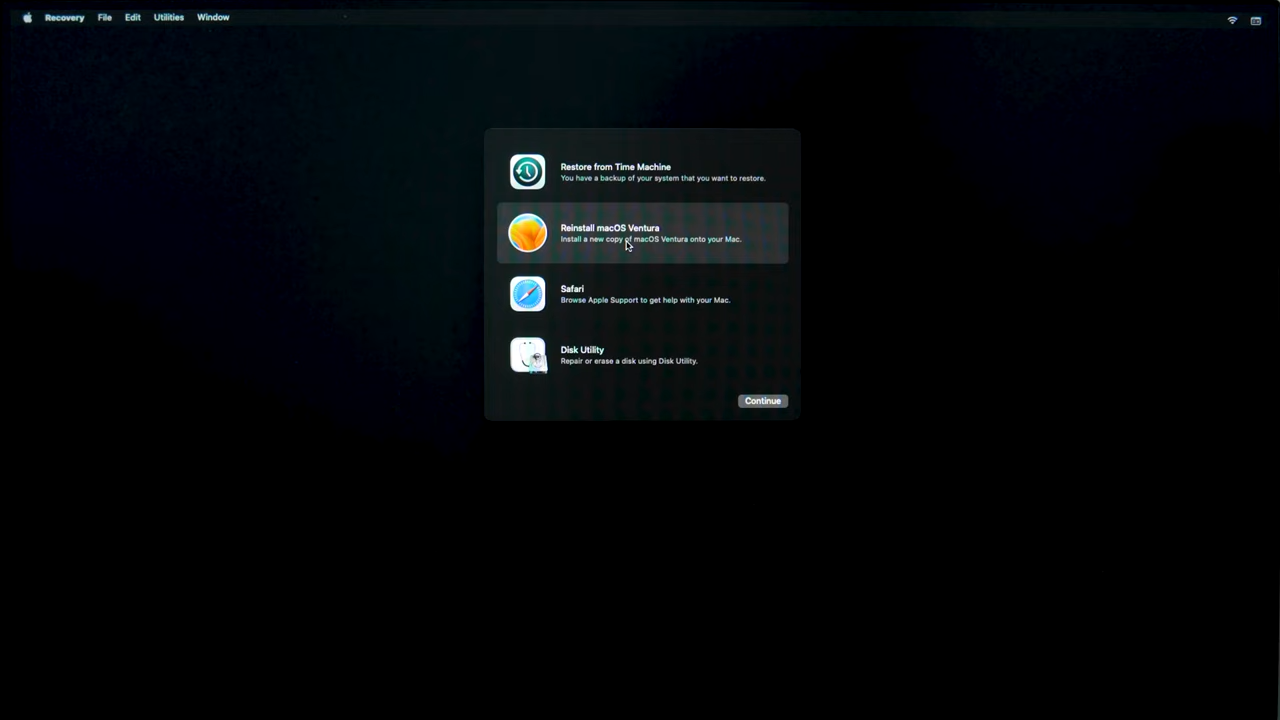 Recovery File Edit Utilities Window
Restore from Time Machine
You have a backup of your system that you want to restore.
Reinstall macOS Ventura
Install a new copy of macOS Ventura onto your Mac.
Safari
Browse Apple Support to get help with your Mac.
Disk Utility
Repair or erase a disk using Disk Utility.
Continue